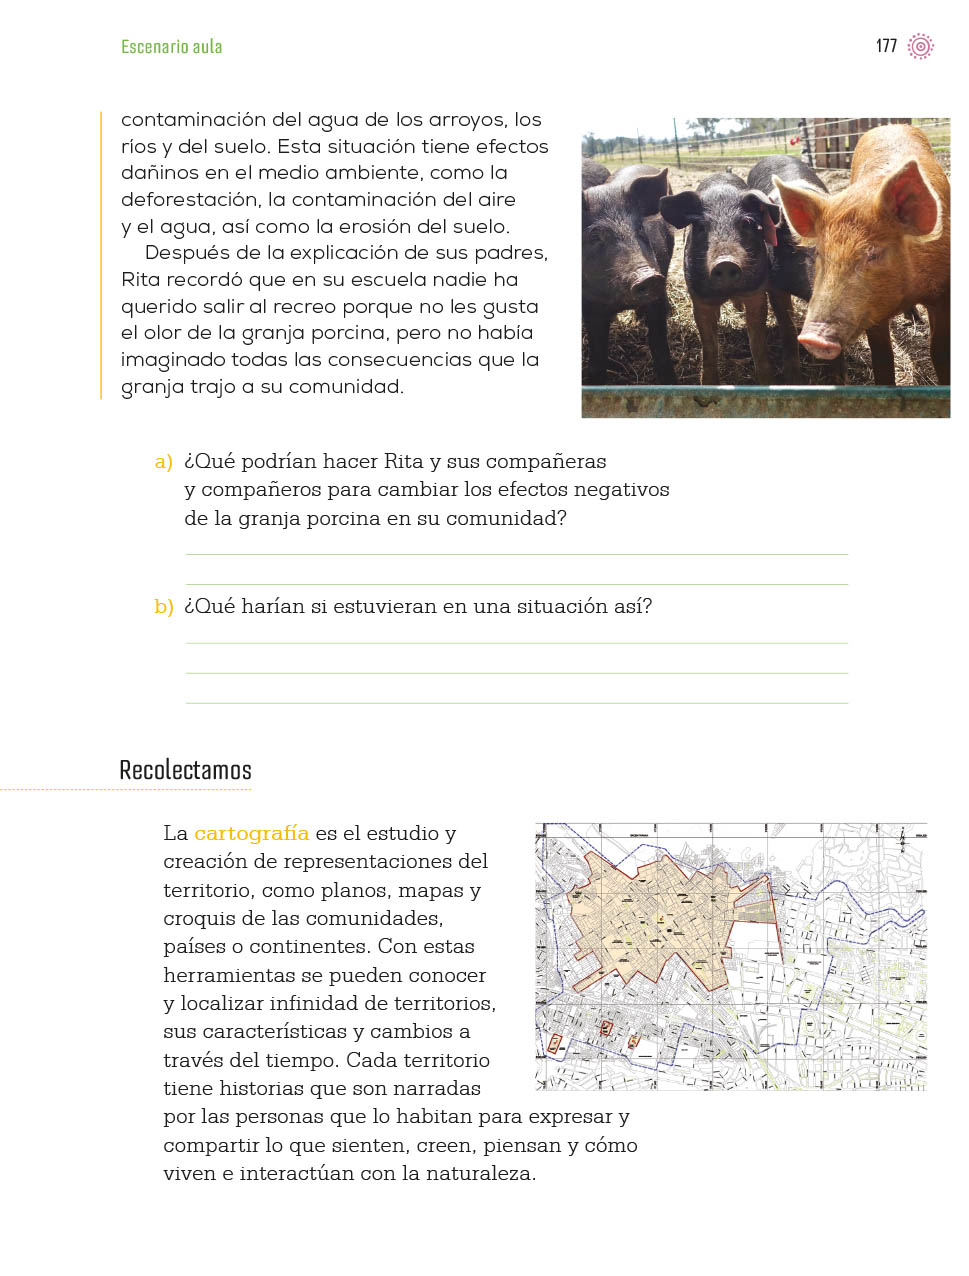 Escenario aula
177
contaminación del agua de los arroyos, los
ríos y del suelo. Esta situación tiene efectos
dañinos en el medio ambiente, como la
deforestación, la contaminación del aire
y el agua, así como la erosión del suelo.
Después de la explicación de sus padres,
Rita recordó que en su escuela nadie ha
querido salir al recreo porque no les gusta
el olor de la granja porcina, pero no había
imaginado todas las consecuencias que la
granja trajo a su comunidad.
a) ¿Qué podrían hacer Rita y sus compañeras
y compañeros para cambiar los efectos negativos
de la granja porcina en su comunidad?
b) ¿Qué harían si estuvieran en una situación así?
Recolectamos
La cartografía es el estudio y
creación de representaciones del
territorio, como planos, mapas y
croquis de las comunidades,
países o continentes. Con estas
herramientas se pueden conocer
y localizar infinidad de territorios,
sus características y cambios a
través del tiempo. Cada territorio
tiene historias que son narradas
por las personas que lo habitan para expresar y
compartir lo que sienten, creen, piensan y cómo
viven e interactúan con la naturaleza.